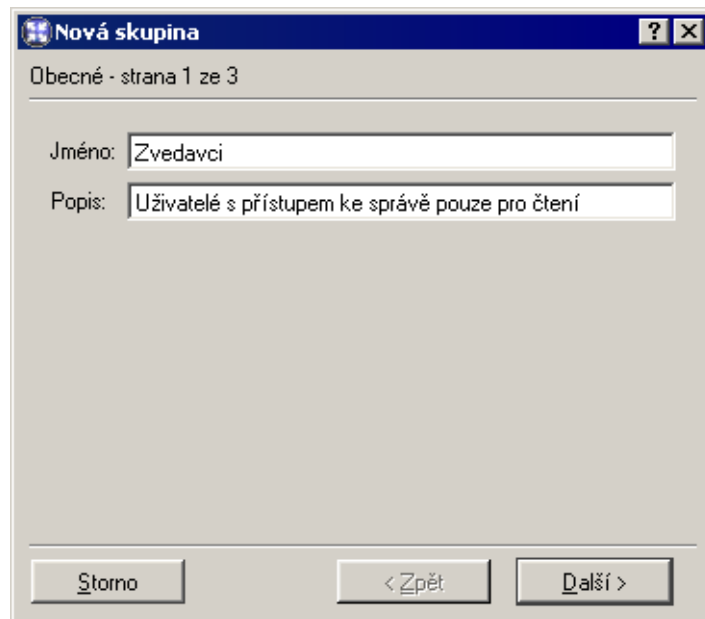 Nová skupina
Obecné - strana 1 ze 3
Jméno: Zvedavci
Popis: Uživatelé s přístupem ke správě pouze pro čtení
Storno < Zpět Další >